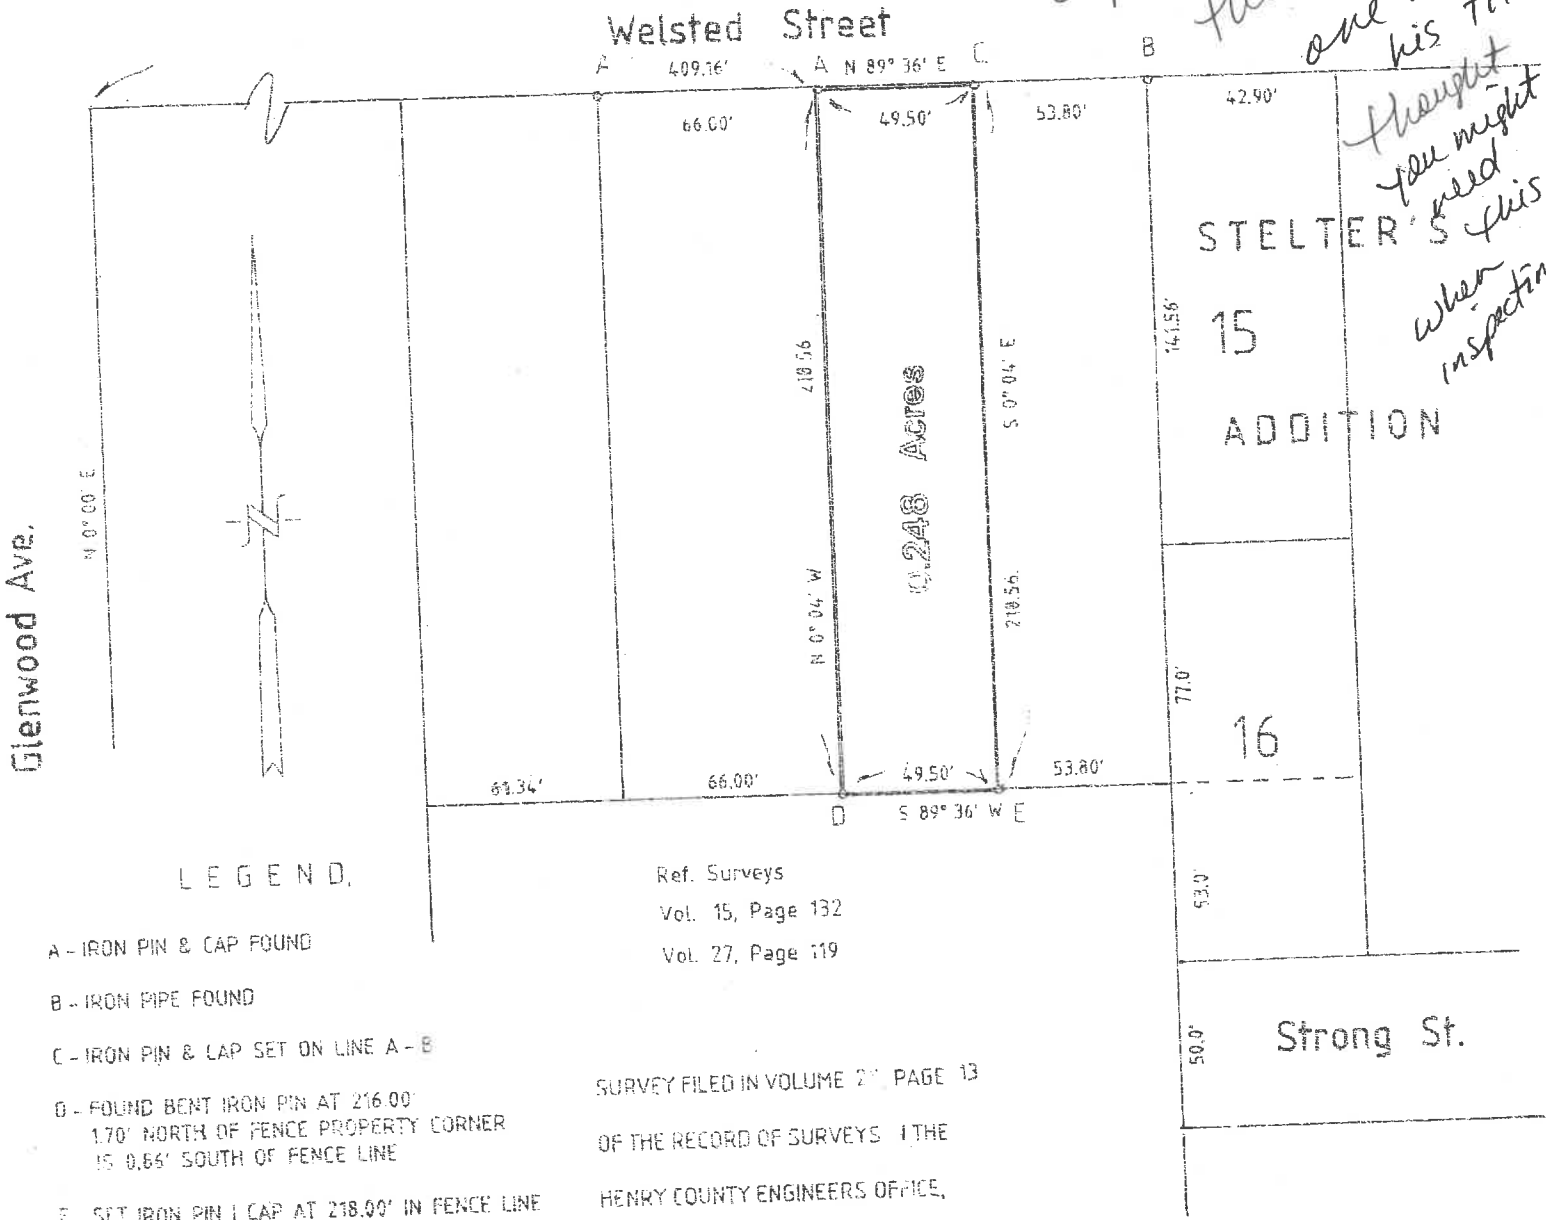 Welsted Street
one
his
thought
you might
need
this
when
A 409.16' A N 89° 36' E C B
66.00' 49.50' 53.80' 42.90'
STELTER'S
15
ADDITION
141.56'
218.56
S 0° 04' E
0.248 Acres
N 0° 00' E
Glenwood Ave.
N 0° 04' W
218.56
77.0'
16
66.00' 49.50' 53.80'
D S 89° 36' W E
53.0'
LEGEND.
A - IRON PIN & CAP FOUND
B - IRON PIPE FOUND
C - IRON PIN & CAP SET ON LINE A - B
D - FOUND BENT IRON PIN AT 216.00'
1.70' NORTH OF FENCE PROPERTY CORNER
IS 0.86' SOUTH OF FENCE LINE
SET IRON PIN CAP AT 218.00' IN FENCE LINE
Ref. Surveys
Vol. 15, Page 132
Vol. 27, Page 119
SURVEY FILED IN VOLUME 2 PAGE 13
OF THE RECORD OF SURVEYS THE
HENRY COUNTY ENGINEERS OFFICE,
50.0'
Strong St.